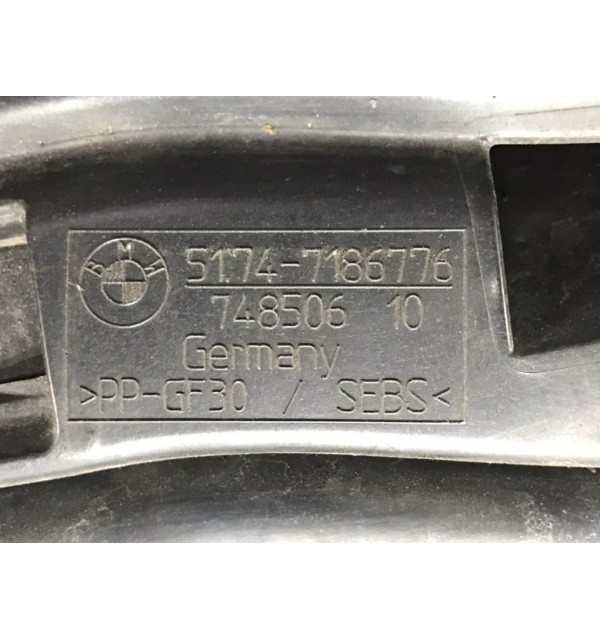 BMW
51.74-7186776
748506 10
Germany
>PP-GF30 / SEBS<